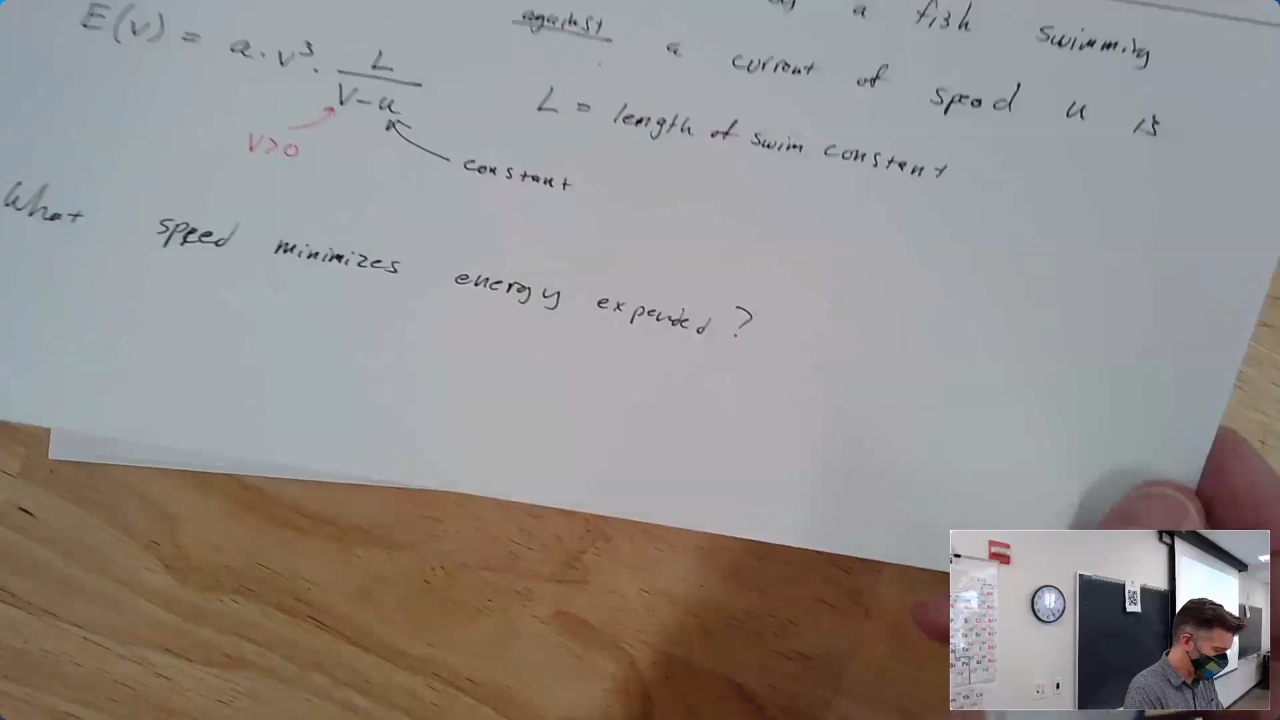 a fish swimming
against a current of speed u is
E(v) = a · v³ · L / v-u
L = length of swim constant
v>0
constant
What speed minimizes energy expended?